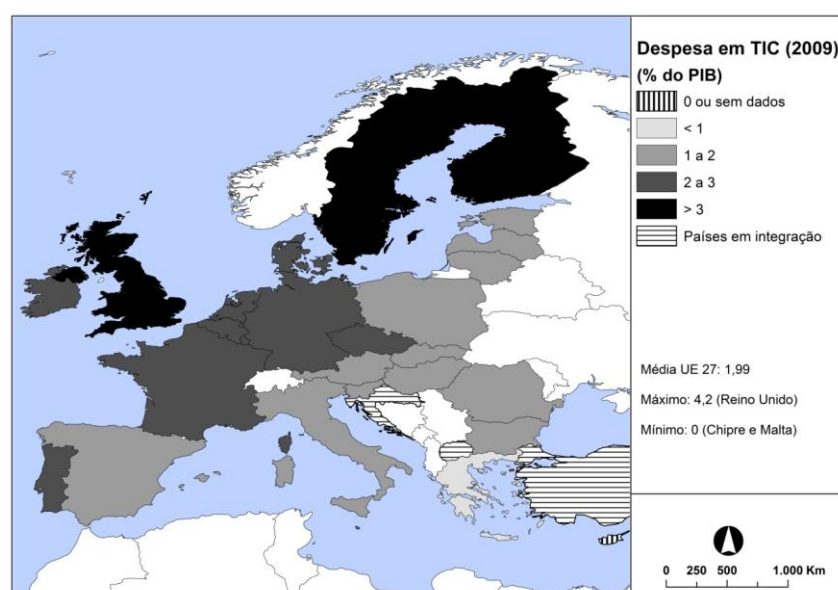 Despesa em TIC (2009)
(% do PIB)
0 ou sem dados
< 1
1 a 2
2 a 3
> 3
Países em integração
Média UE 27: 1,99
Máximo: 4,2 (Reino Unido)
Mínimo: 0 (Chipre e Malta)
0 250 500 1.000 Km